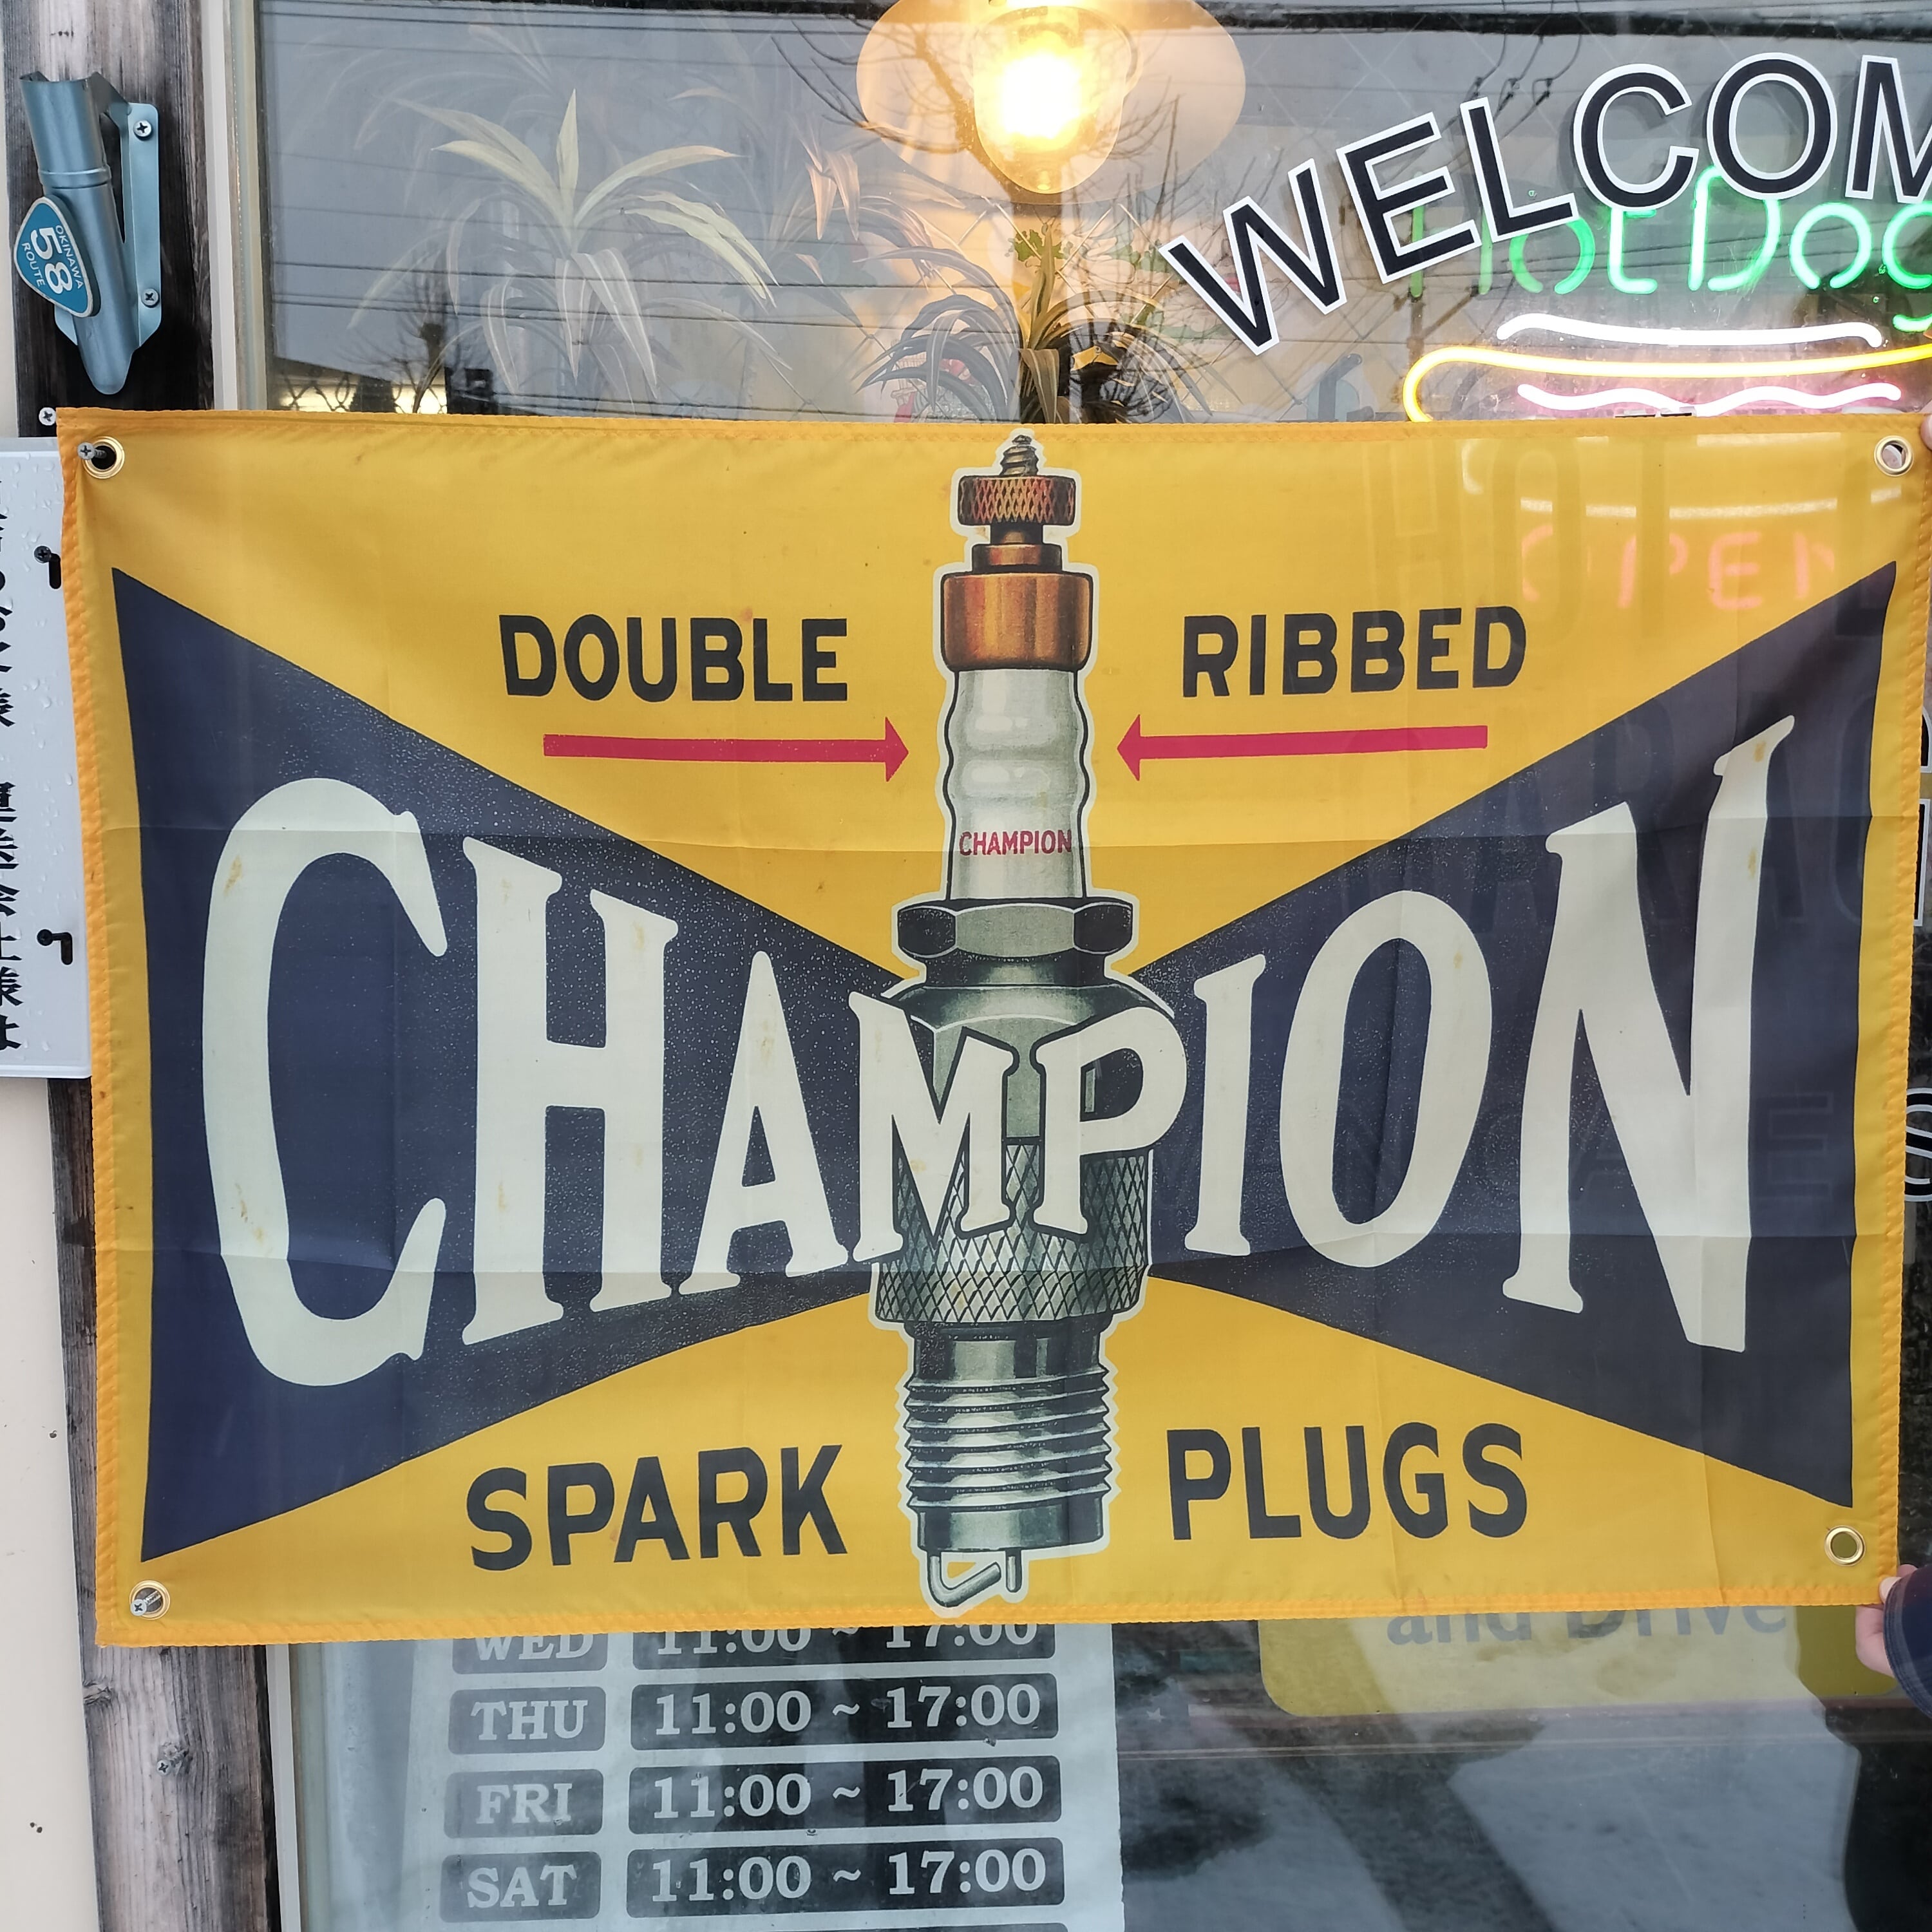 WELCOM
HotDog
OKINAWA
58
ROUTE
OPEN
DOUBLE RIBBED
CHAMPION
CHAMPION
SPARK PLUGS
and Drive
WED 11:00 ~ 17:00
THU 11:00 ~ 17:00
FRI 11:00 ~ 17:00
SAT 11:00 ~ 17:00